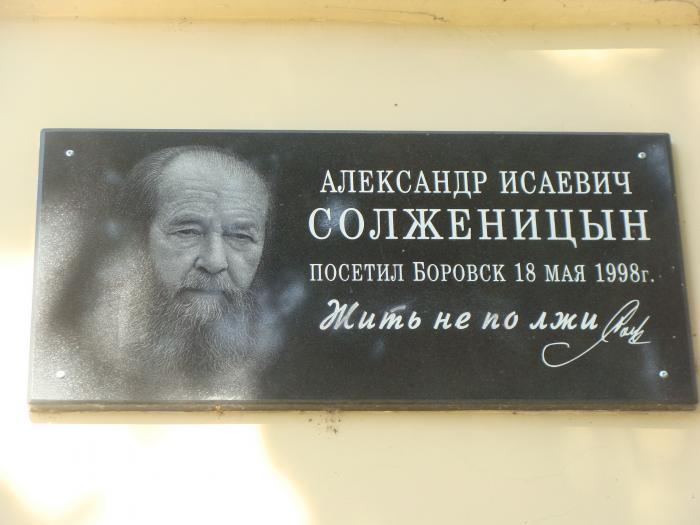 АЛЕКСАНДР ИСАЕВИЧ
СОЛЖЕНИЦЫН
ПОСЕТИЛ БОРОВСК 18 МАЯ 1998г.
Жить не по лжи